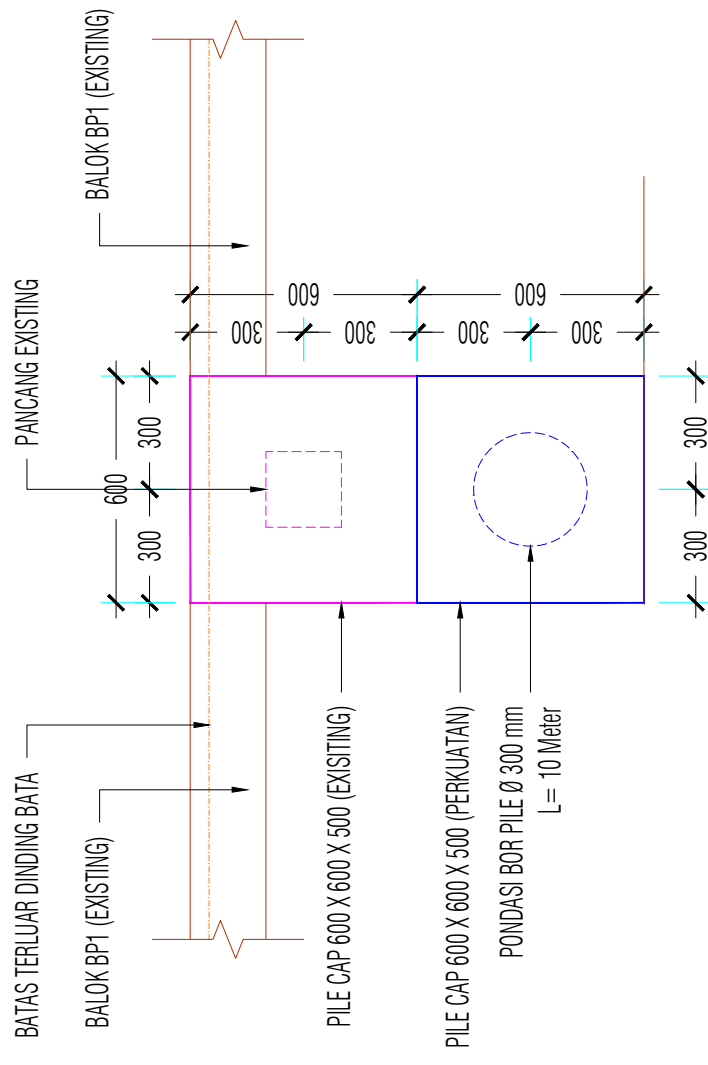 BATAS TERLUAR DINDING BATA
PANCANG EXISTING
BALOK BP1 (EXISTING)
BALOK BP1 (EXISTING)
600
300
300
300
300
600
300
300
600
PILE CAP 600 X 600 X 500 (EXISITING)
PILE CAP 600 X 600 X 500 (PERKUATAN)
PONDASI BOR PILE Ø 300 mm
L= 10 Meter
300
300